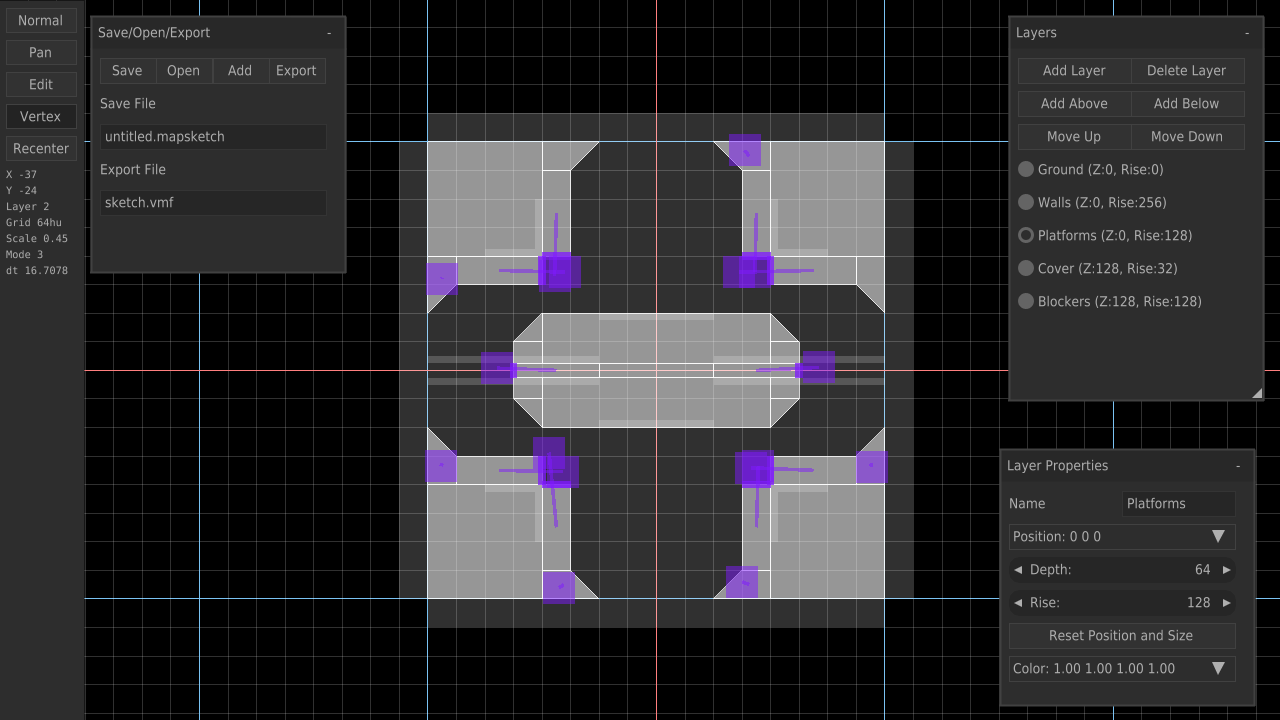 Normal
Pan
Edit
Vertex
Recenter
X -37
Y -24
Layer 2
Grid 64hu
Scale 0.45
Mode 3
dt 16.7078
Save/Open/Export -
Save Open Add Export
Save File
untitled.mapsketch
Export File
sketch.vmf
Layers -
Add Layer Delete Layer
Add Above Add Below
Move Up Move Down
Ground (Z:0, Rise:0)
Walls (Z:0, Rise:256)
Platforms (Z:0, Rise:128)
Cover (Z:128, Rise:32)
Blockers (Z:128, Rise:128)
Layer Properties -
Name Platforms
Position: 0 0 0
Depth: 64
Rise: 128
Reset Position and Size
Color: 1.00 1.00 1.00 1.00